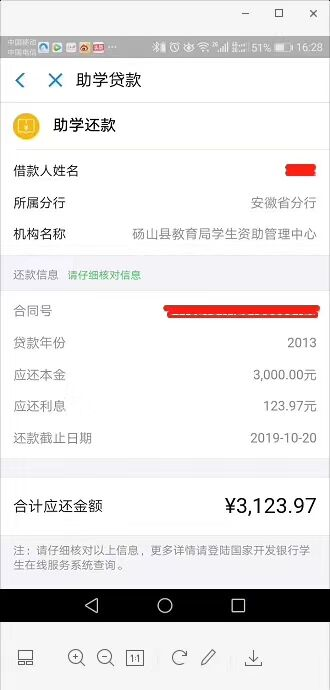 中国移动
中国电信
51% 16:28
助学贷款
助学还款
借款人姓名
所属分行 安徽省分行
机构名称 砀山县教育局学生资助管理中心
还款信息 请仔细核对信息
合同号
贷款年份 2013
应还本金 3,000.00元
应还利息 123.97元
还款截止日期 2019-10-20
合计应还金额 ¥3,123.97
注：请仔细核对以上信息，更多详情请登陆国家开发银行学
生在线服务系统查询。
1:1